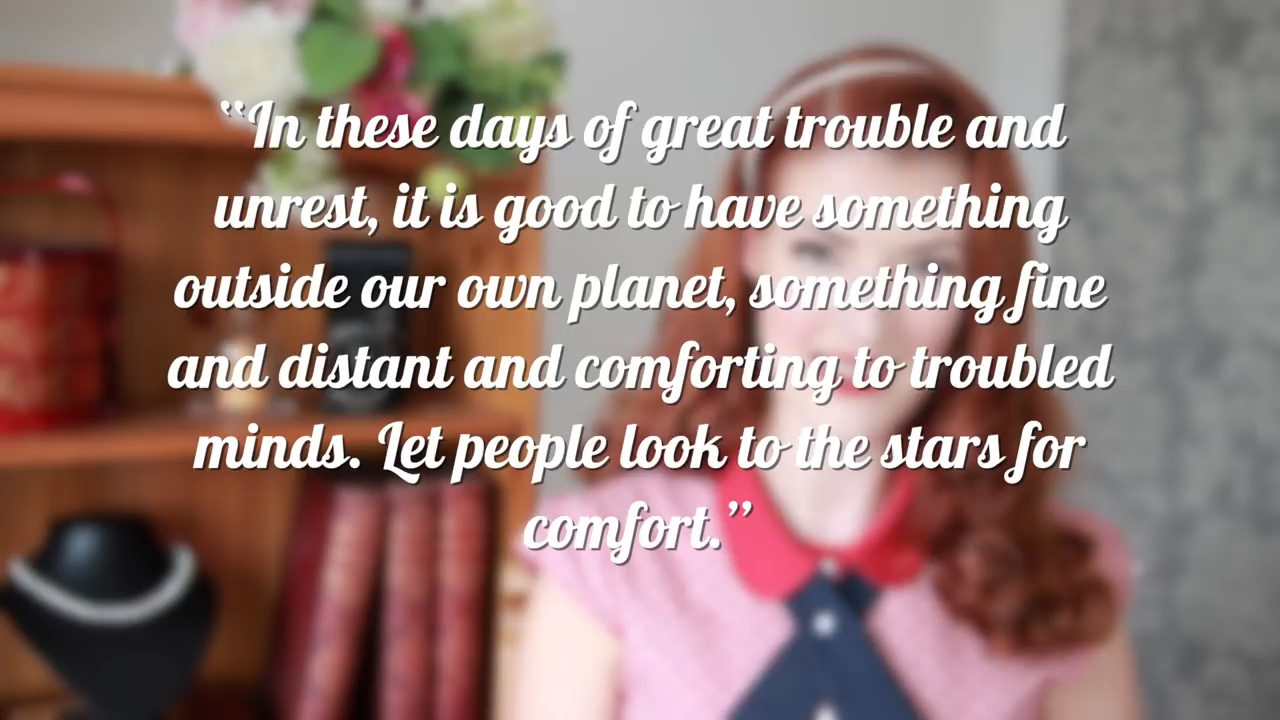 “In these days of great trouble and
unrest, it is good to have something
outside our own planet, something fine
and distant and comforting to troubled
minds. Let people look to the stars for
comfort.”